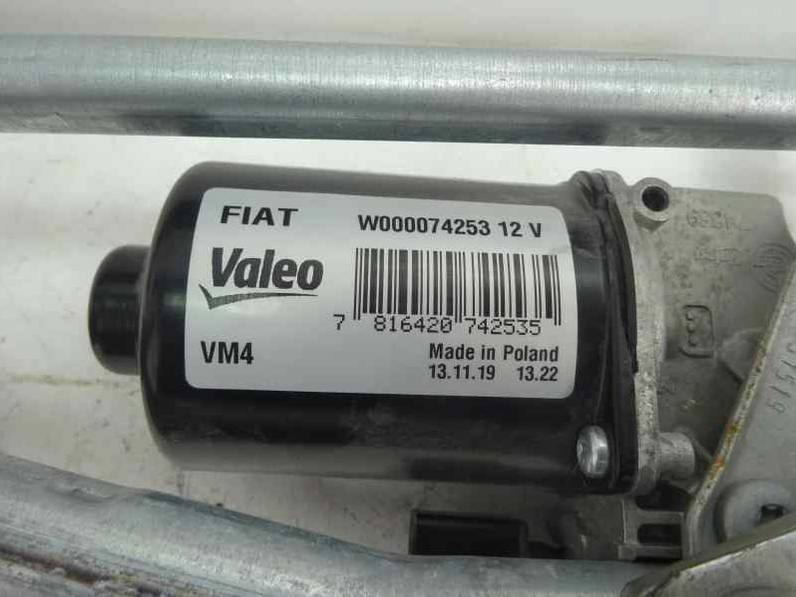 FIAT W000074253 12 V
Valeo
7 816420 742535
VM4 Made in Poland
13.11.19 13.22